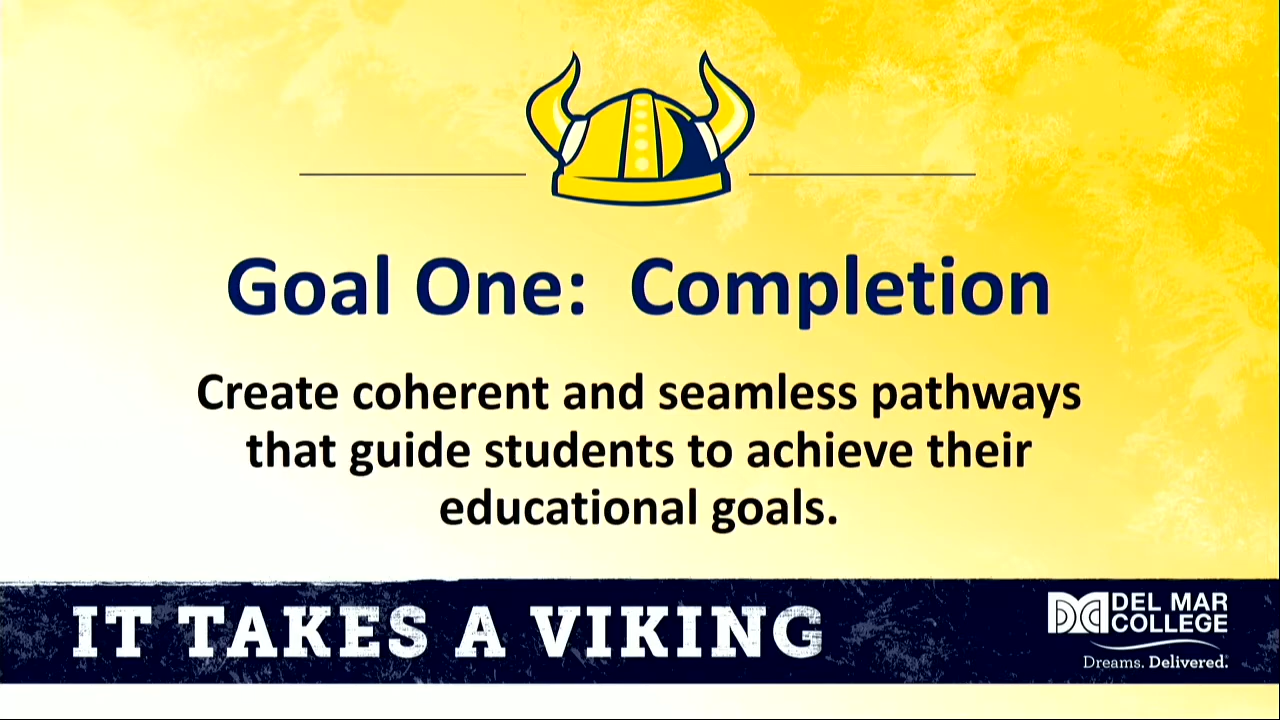 Goal One: Completion
Create coherent and seamless pathways
that guide students to achieve their
educational goals.
IT TAKES A VIKING
DEL MAR
COLLEGE
Dreams. Delivered.